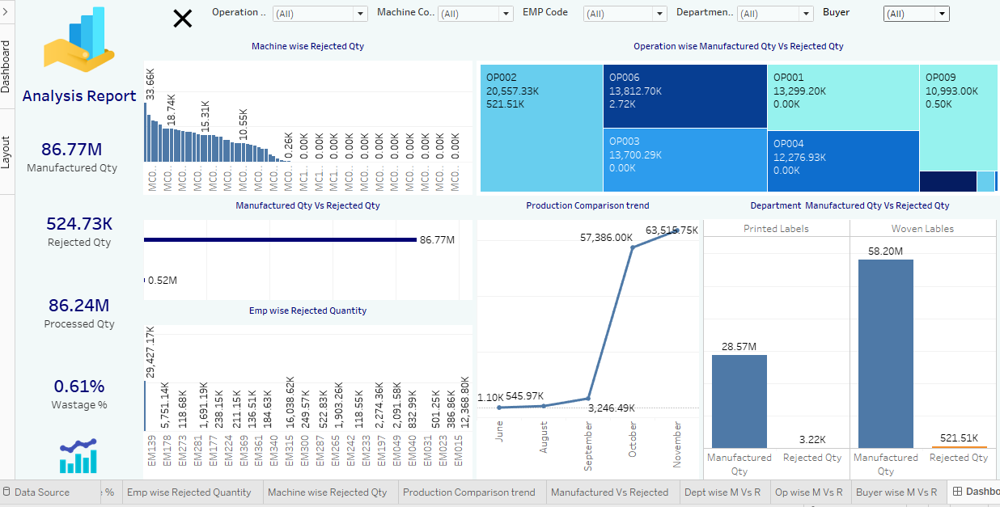 Operation ..
(All)
Machine Co..
(All)
EMP Code
(All)
Departmen..
(All)
Buyer
(All)
Dashboard
Layout
Analysis Report
86.77M
Manufactured Qty
524.73K
Rejected Qty
86.24M
Processed Qty
0.61%
Wastage %
Machine wise Rejected Qty
33.66K
18.74K
15.31K
10.55K
0.26K
0.00K
0.00K
0.00K
0.00K
0.00K
0.00K
0.00K
0.00K
0.00K
0.00K
0.00K
MC0..
MC0..
MC0..
MC0..
MC0..
MC0..
MC0..
MC0..
MC0..
MC0..
MC1..
MC1..
MC1..
MC0..
MC0..
MC0..
MC0..
MC0..
MC0..
MC0..
MC0..
Operation wise Manufactured Qty Vs Rejected Qty
OP002
20,557.33K
521.51K
OP006
13,812.70K
2.72K
OP003
13,700.29K
0.00K
OP001
13,299.20K
0.00K
OP004
12,276.93K
0.00K
OP009
10,993.00K
0.50K
Manufactured Qty Vs Rejected Qty
86.77M
0.52M
Emp wise Rejected Quantity
29,427.17K
5,751.14K
118.68K
1,691.19K
238.15K
211.15K
136.51K
184.63K
16,038.62K
249.57K
522.83K
1,903.26K
118.55K
2,274.36K
2,091.58K
832.99K
501.25K
386.86K
12,368.80K
EM139
EM178
EM273
EM281
EM177
EM224
EM369
EM361
EM340
EM315
EM300
EM287
EM265
EM242
EM233
EM197
EM049
EM040
EM031
EM023
EM015
Production Comparison trend
1.10K
545.97K
3,246.49K
57,386.00K
63,515.75K
June
August
September
October
November
Department Manufactured Qty Vs Rejected Qty
Printed Labels
Woven Lables
28.57M
3.22K
58.20M
521.51K
Manufactured
Qty
Rejected Qty
Manufactured
Qty
Rejected Qty
Data Source
%
Emp wise Rejected Quantity
Machine wise Rejected Qty
Production Comparison trend
Manufactured Vs Rejected
Dept wise M Vs R
Op wise M Vs R
Buyer wise M Vs R
Dashbo